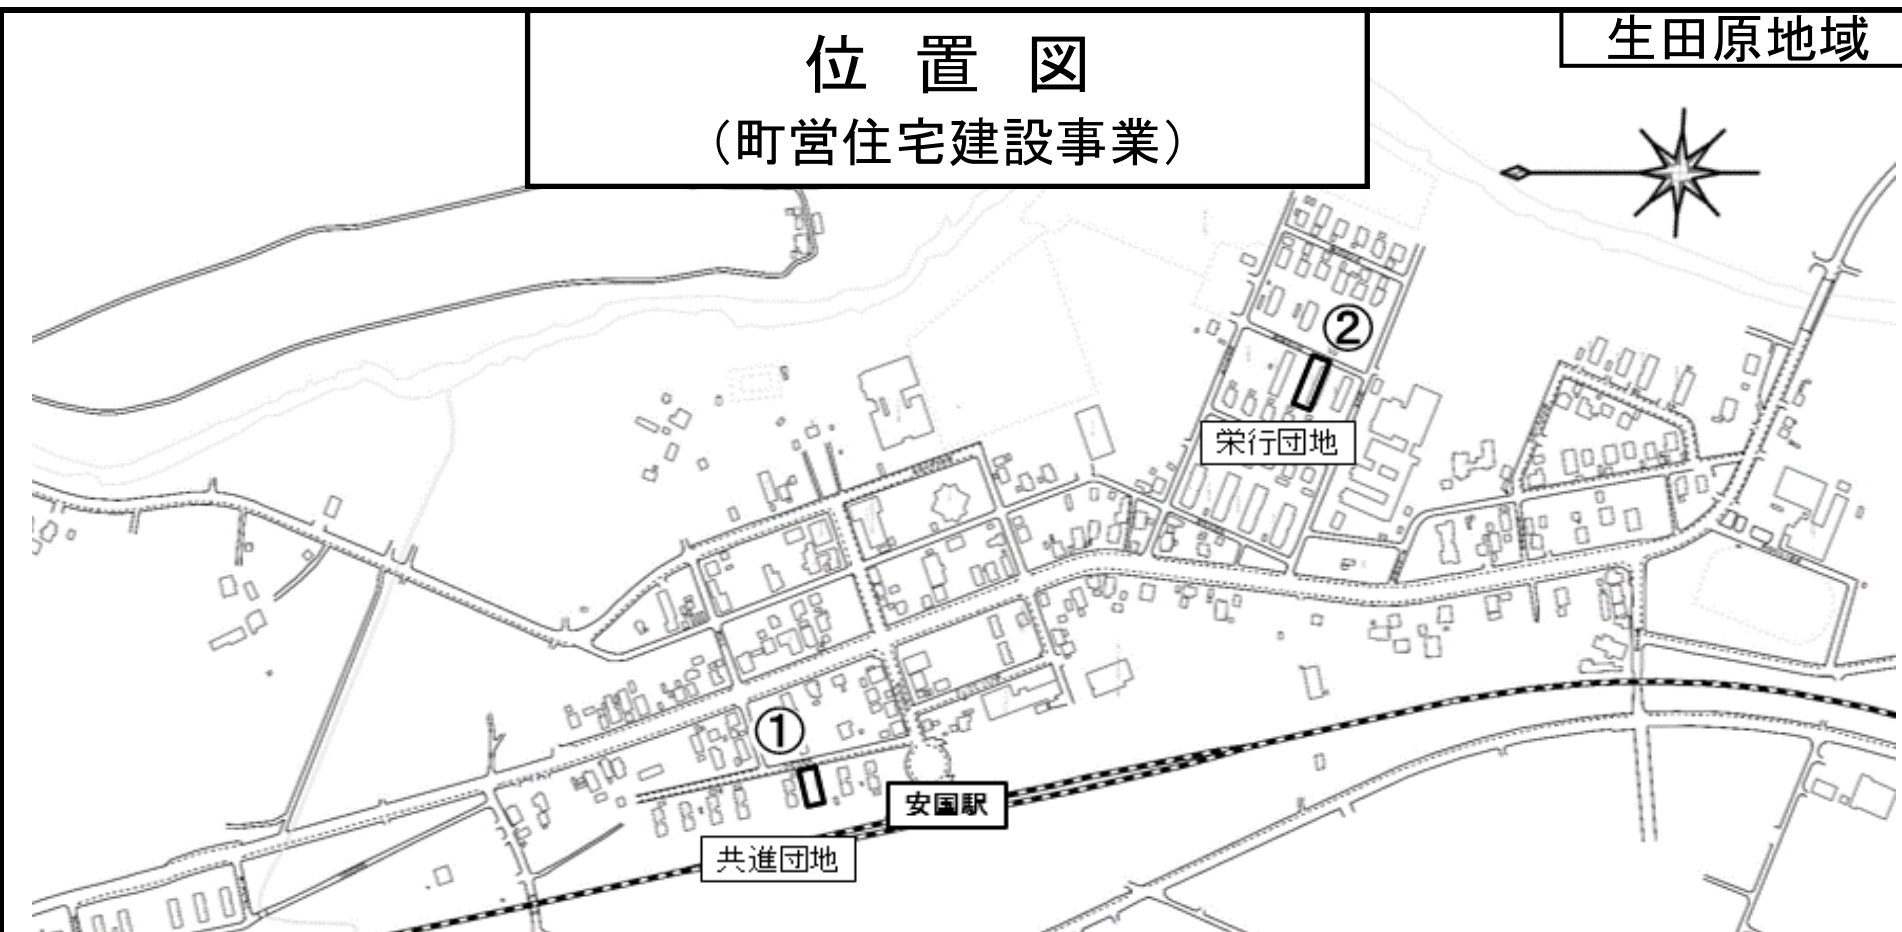 位 置 図
(町営住宅建設事業)
生田原地域
②
栄行団地
①
安国駅
共進団地